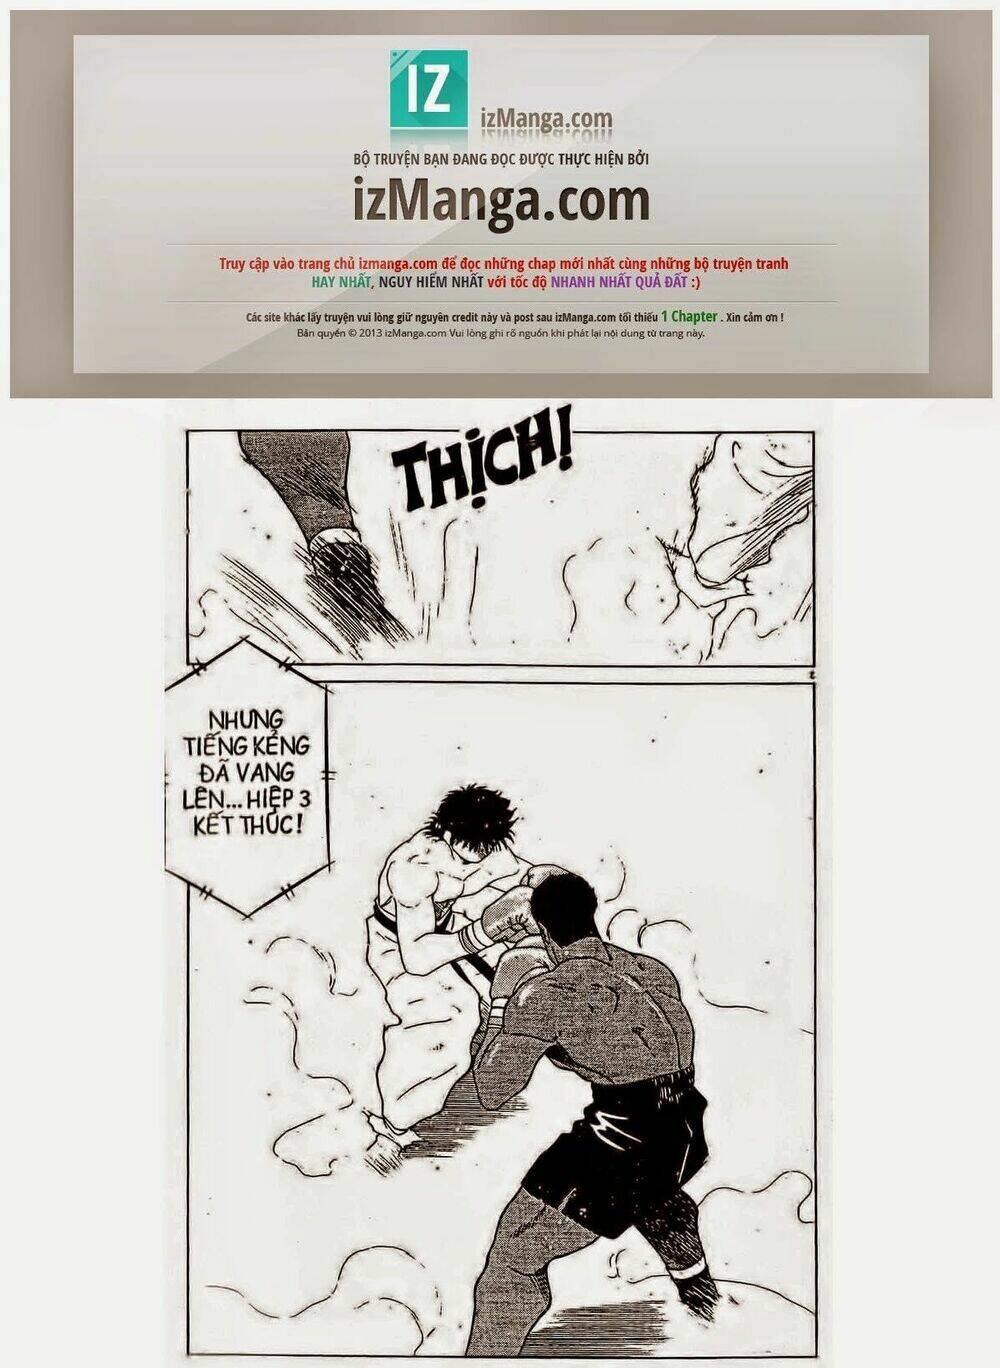 IZ
izManga.com
BỘ TRUYỆN BẠN ĐANG ĐỌC ĐƯỢC THỰC HIỆN BỞI
izManga.com
Truy cập vào trang chủ izmanga.com để đọc những chap mới nhất cùng những bộ truyện tranh
HAY NHẤT, NGUY HIỂM NHẤT với tốc độ NHANH NHẤT QUẢ ĐẤT :)
Các site khác lấy truyện vui lòng giữ nguyên credit này và post sau izManga.com tối thiểu 1 Chapter . Xin cảm ơn !
Bản quyền © 2013 izManga.com Vui lòng ghi rõ nguồn khi phát lại nội dung từ trang này.
THỊCH!
NHƯNG
TIẾNG KẺNG
ĐÃ VANG
LÊN... HIỆP 3
KẾT THÚC!